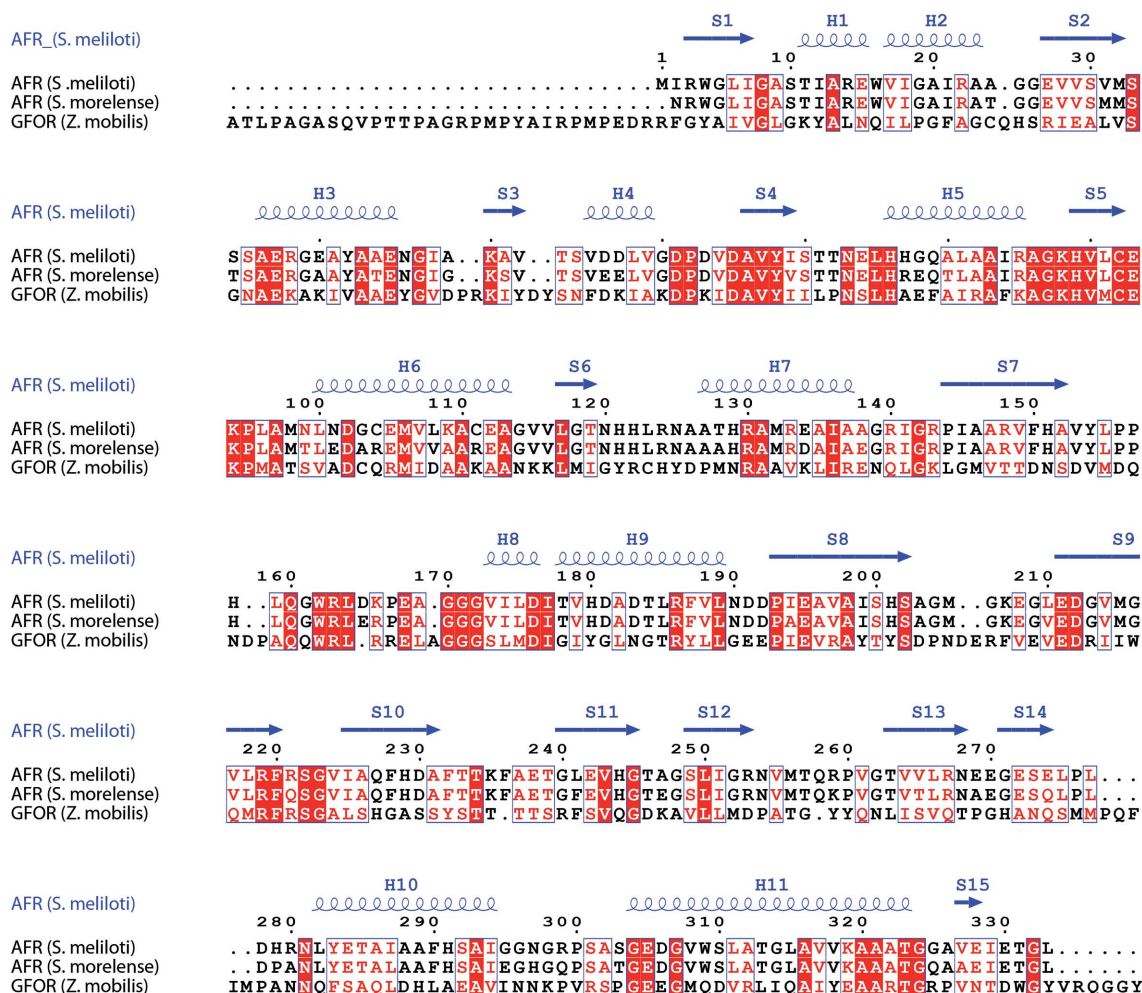 S1 H1 H2 S2
AFR_(S. meliloti)
1 10 20 30
AFR (S .meliloti) ..............................MIRWGLIGASTIAREWVIGAIRAA.GGEVVSVMS
AFR (S. morelense) ...............................NRWGLIGASTIAREWVIGAIRAT.GGEVVSMMS
GFOR (Z. mobilis) ATLPAGASQVPTTPAGRPMPYAIRPMPEDRRFGYAIVGLGKYALNQILPGFAGCQHSRIEALVS
H3 S3 H4 S4 H5 S5
AFR (S. meliloti)
AFR (S. meliloti) SSAERGEAYAAENGIA..KAV..TSVDDLVGDPDVDAVYISTTNELHHGQALAAIRAGKHVLCE
AFR (S. morelense) TSAERGAAYATENGIG..KSV..TSVEELVGDPDVDAVYISTTNELHREQTLAAIRAGKHVLCE
GFOR (Z. mobilis) GNAEKAKIVAAEYGVDPRKIYDYSNFDKIAKDPKIDAVYIILPNSLHAEFAIRAFKAGKHVMCE
H6 S6 H7 S7
AFR (S. meliloti)
100 110 120 130 140 150
AFR (S. meliloti) KPLAMNLNDGCEMVLKACEAGVVLGTNHHLRNAATHRAMREAIAAGRIGRPIAARVFHAVYLPP
AFR (S. morelense) KPLAMTLEDARAMVVAAREAGVVLGTNHHLRNAAAHRAMRDAIAEGRIGRPIAARVFHAVYLPP
GFOR (Z. mobilis) KPMATSVADCQRMIDAAKAANKKLMIGYRCHYDPMNRAAVKLIRENQLGKLGMVTTDNSDVMDQ
H8 H9 S8 S9
AFR (S. meliloti)
160 170 180 190 200 210
AFR (S. meliloti) H..LQGWRLDKPEA.GGGVILDITVHDADTLRFVLNDDPIEAVAISHSAGM..GKEGLEDGVMG
AFR (S. morelense) H..LQGWRLERPEA.GGGVILDITVHDADTLRFVLNDDPAEAVAISHSAGM..GKEGVEDGVMG
GFOR (Z. mobilis) NDPAQQWRL.RRELAGGGSLMDIGIYGLNGTRYLLGEEPIEVRAYTYSDPNDERFVEVEDRIIW
S10 S11 S12 S13 S14
AFR (S. meliloti)
220 230 240 250 260 270
AFR (S. meliloti) VLRFRSGVIAQFHDAFTTKFAETGLEVHGTAGSLIGRNVMTQRPVGTVVLRNEEGESELPL...
AFR (S. morelense) VLRFQSGVIAQFHDAFTTKFAETGFEVHGTEGSLIGRNVMTQKPVGTVTLRNAEGESQLPL...
GFOR (Z. mobilis) QMRFRSGALSHGASSYSTT.TTSRFSVQGDKAVLLMDPATG.YYQNLISVQTPGHANQSMMPQF
H10 H11 S15
AFR (S. meliloti)
280 290 300 310 320 330
AFR (S. meliloti) ..DHRNLYETAIAAFHSAIGGNGRPSASGEDGVWSLATGLAVVKAAATGGAVEIETGL......
AFR (S. morelense) ..DPANLYETALAAFHSAIEGHGQPSATGEDGVWSLATGLAVVKAAATGQAAEIETGL......
GFOR (Z. mobilis) IMPANNQFSAQLDHLAEAVINNKPVRSPGEEGMQDVRLIQAIYEAARTGRPVNTDWGYVRQGGY